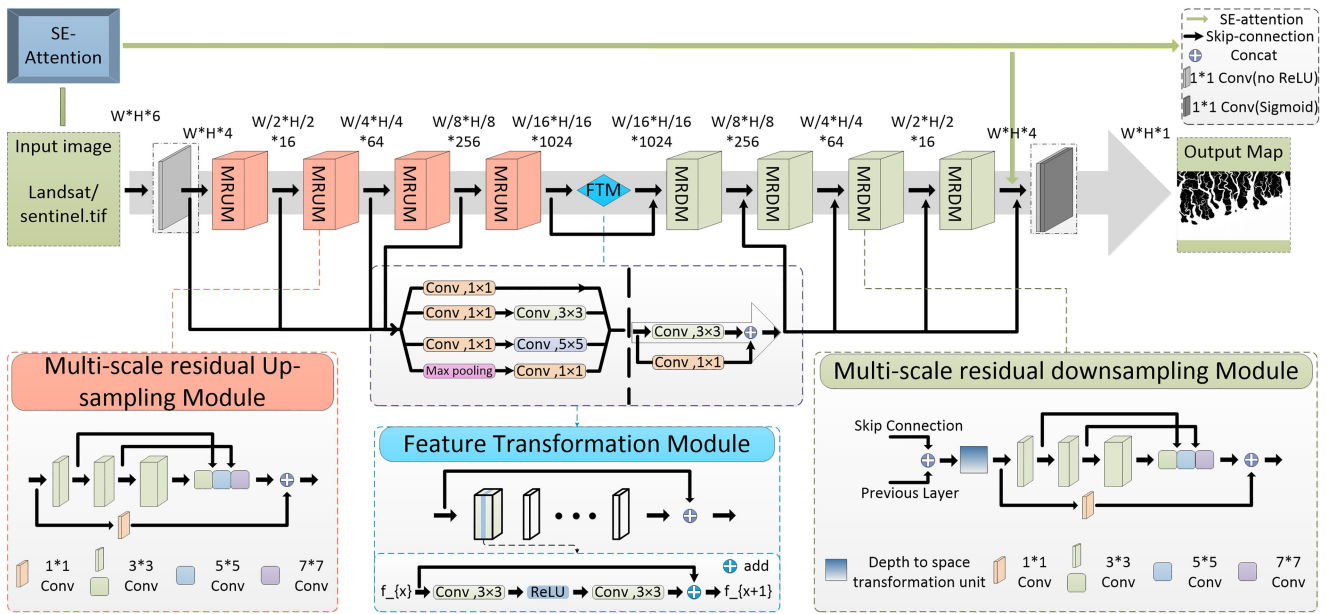 SE-
Attention
SE-attention
Skip-connection
Concat
1*1 Conv(no ReLU)
1*1 Conv(Sigmoid)
Input image
Landsat/
sentinel.tif
W*H*6
W*H*4
W/2*H/2
*16
W/4*H/4
*64
W/8*H/8
*256
W/16*H/16
*1024
W/16*H/16
*1024
W/8*H/8
*256
W/4*H/4
*64
W/2*H/2
*16
W*H*4
W*H*1
MRUM
MRUM
MRUM
MRUM
FTM
MRDM
MRDM
MRDM
MRDM
Output Map
Conv ,1×1
Conv ,1×1
Conv ,3×3
Conv ,1×1
Conv ,5×5
Max pooling
Conv ,1×1
Conv ,3×3
Conv ,1×1
Multi-scale residual Up-
sampling Module
1*1
Conv
3*3
Conv
5*5
Conv
7*7
Conv
Feature Transformation Module
add
f_{x}
Conv ,3×3
ReLU
Conv ,3×3
f_{x+1}
Multi-scale residual downsampling Module
Skip Connection
Previous Layer
Depth to space
transformation unit
1*1
Conv
3*3
Conv
5*5
Conv
7*7
Conv